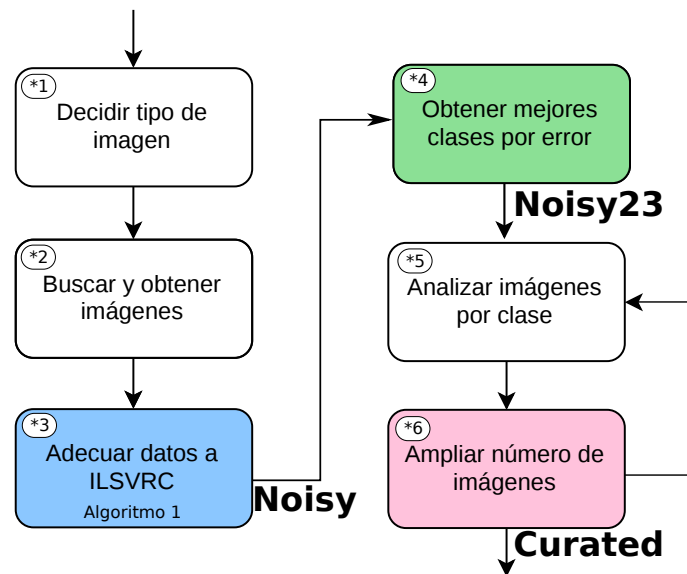 *1
Decidir tipo de
imagen
*2
Buscar y obtener
imágenes
*3
Adecuar datos a
ILSVRC
Algoritmo 1
Noisy
*4
Obtener mejores
clases por error
Noisy23
*5
Analizar imágenes
por clase
*6
Ampliar número de
imágenes
Curated